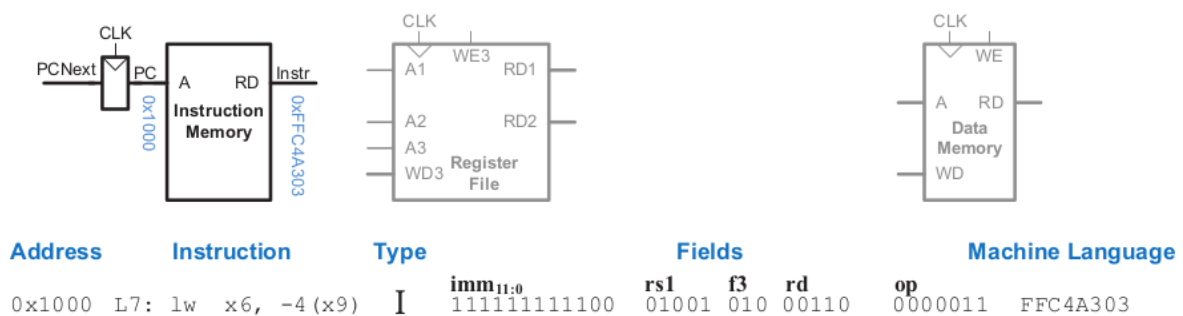 CLK
CLK
CLK
PCNext PC A RD Instr
Instruction
Memory
0x1000
0xFFC4A303
WE3
A1 RD1
A2 RD2
A3
WD3
Register
File
WE
A RD
Data
Memory
WD
Address Instruction Type Fields Machine Language
imm11:0 rs1 f3 rd op
0x1000 L7: lw x6, -4(x9) I 111111111100 01001 010 00110 0000011 FFC4A303